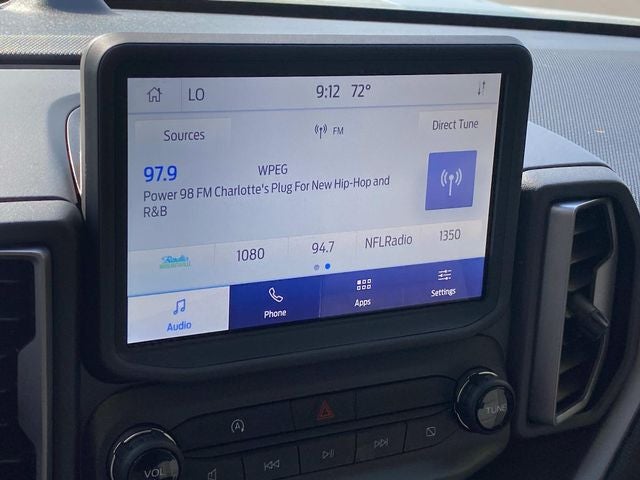 LO 9:12 72°
Sources FM Direct Tune
97.9 WPEG
Power 98 FM Charlotte's Plug For New Hip-Hop and
R&B
Radio 1080 94.7 NFLRadio 1350
Audio Phone Apps Settings
VOL TUNE